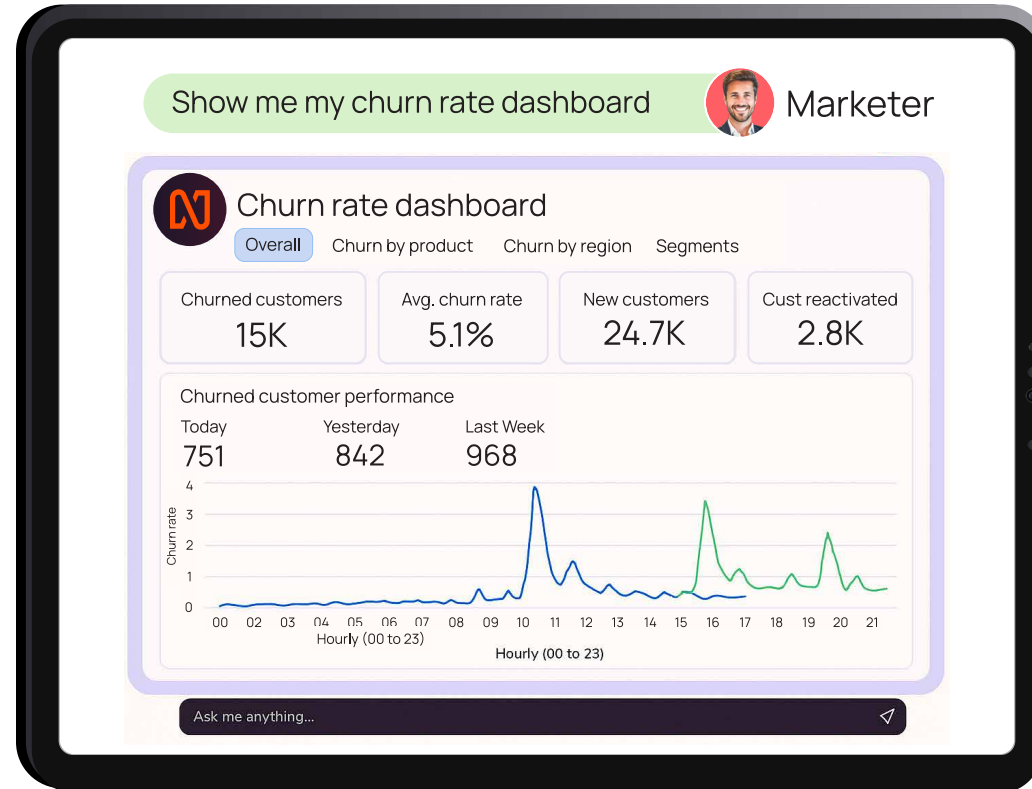 Show me my churn rate dashboard
Marketer
Churn rate dashboard
Overall Churn by product Churn by region Segments
Churned customers Avg. churn rate New customers Cust reactivated
15K 5.1% 24.7K 2.8K
Churned customer performance
Today Yesterday Last Week
751 842 968
Churn rate
4
3
2
1
0
00 02 03 04 05 06 07 08 09 10 11 12 13 14 15 16 17 18 19 20 21
Hourly (00 to 23)
Hourly (00 to 23)
Ask me anything...